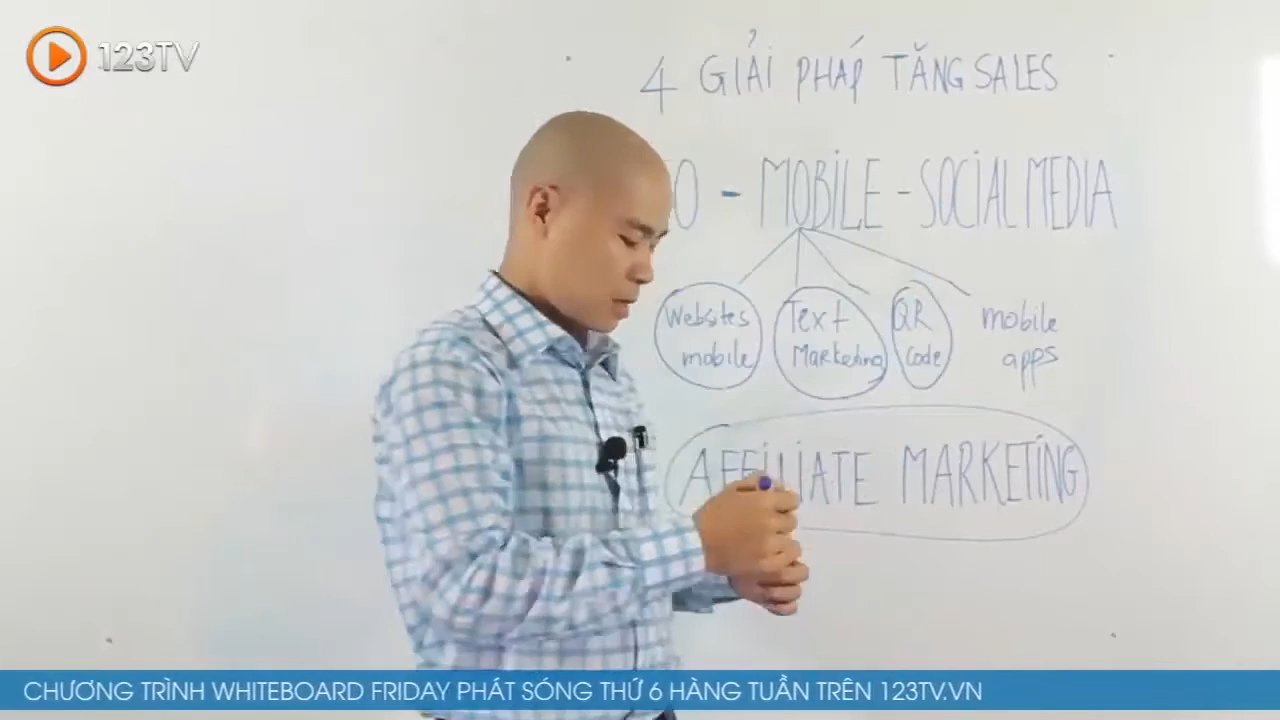 123TV
4 GIẢI PHÁP TĂNG SALES
- MOBILE - SOCIAL MEDIA
Websites mobile
Text Marketing
QR Code
mobile apps
AFFILIATE MARKETING
CHƯƠNG TRÌNH WHITEBOARD FRIDAY PHÁT SÓNG THỨ 6 HÀNG TUẦN TRÊN 123TV.VN